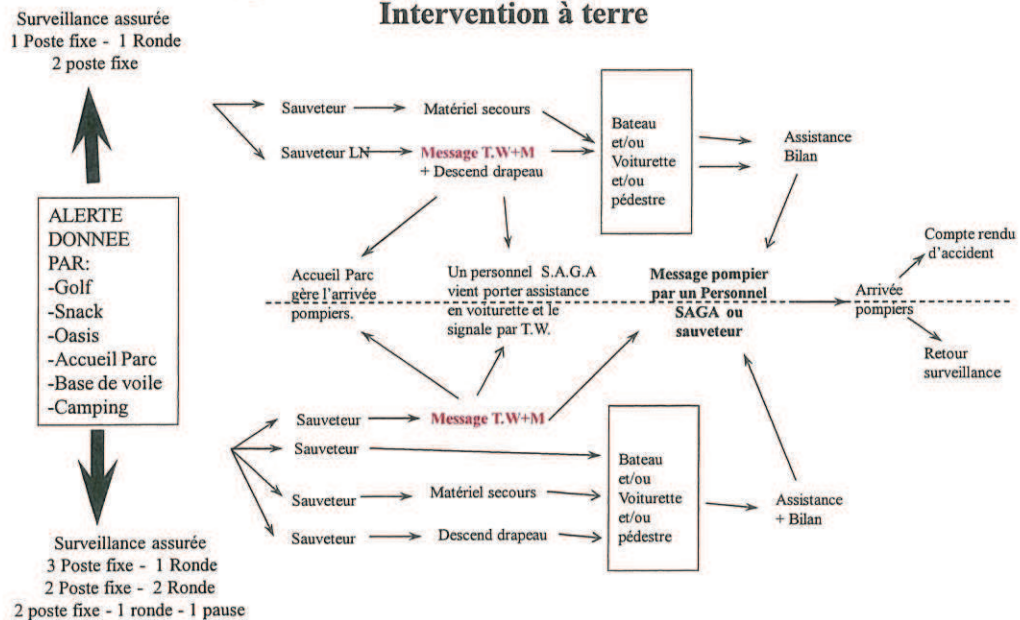 Intervention à terre
Surveillance assurée
1 Poste fixe - 1 Ronde
2 poste fixe
ALERTE
DONNEE
PAR:
-Golf
-Snack
-Oasis
-Accueil Parc
-Base de voile
-Camping
Surveillance assurée
3 Poste fixe - 1 Ronde
2 Poste fixe - 2 Ronde
2 poste fixe - 1 ronde - 1 pause
Sauveteur
Matériel secours
Sauveteur LN
Message T.W+M
+ Descend drapeau
Bateau
et/ou
Voiturette
et/ou
pédestre
Assistance
Bilan
Accueil Parc
gère l'arrivée
pompiers.
Un personnel S.A.G.A
vient porter assistance
en voiturette et le
signale par T.W.
Message pompier
par un Personnel
SAGA ou
sauveteur
Arrivée
pompiers
Compte rendu
d'accident
Retour
surveillance
Sauveteur
Message T.W+M
Sauveteur
Sauveteur
Matériel secours
Sauveteur
Descend drapeau
Bateau
et/ou
Voiturette
et/ou
pédestre
Assistance
+ Bilan